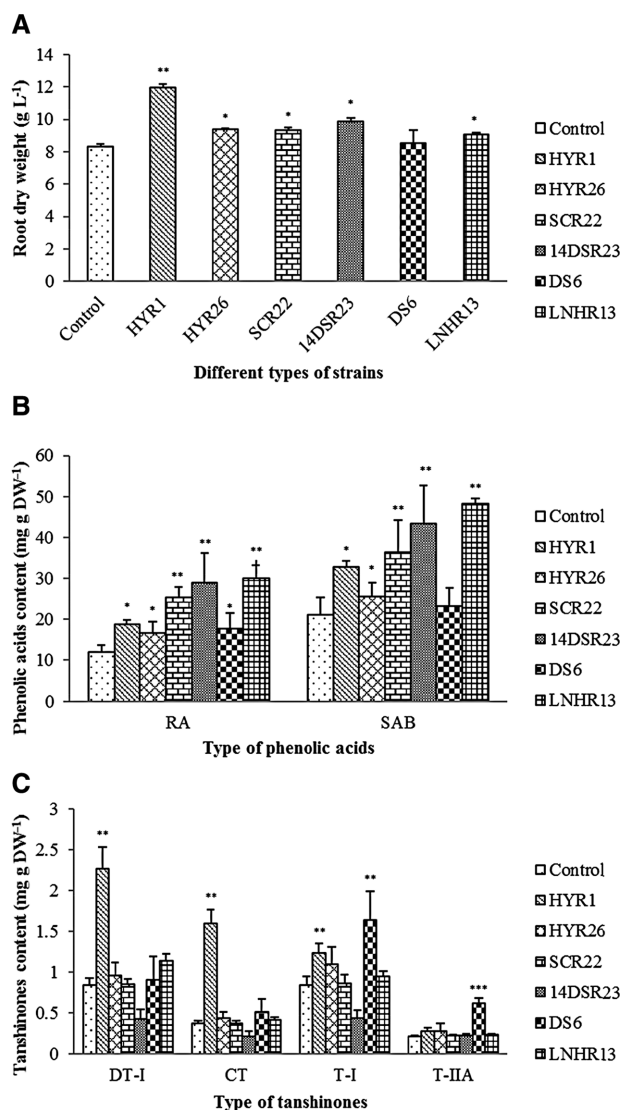 A
Root dry weight (g L-1)
14
12
10
8
6
4
2
0
**
*
*
*
*
Control
HYR1
HYR26
SCR22
14DSR23
DS6
LNHR13
Different types of strains
Control
HYR1
HYR26
SCR22
14DSR23
DS6
LNHR13
B
Phenolic acids content (mg g DW-1)
60
50
40
30
20
10
0
*
*
**
**
*
**
*
*
**
**
**
RA
SAB
Type of phenolic acids
Control
HYR1
HYR26
SCR22
14DSR23
DS6
LNHR13
C
Tanshinones content (mg g DW-1)
3
2.5
2
1.5
1
0.5
0
**
**
**
**
***
DT-I
CT
T-I
T-IIA
Type of tanshinones
Control
HYR1
HYR26
SCR22
14DSR23
DS6
LNHR13